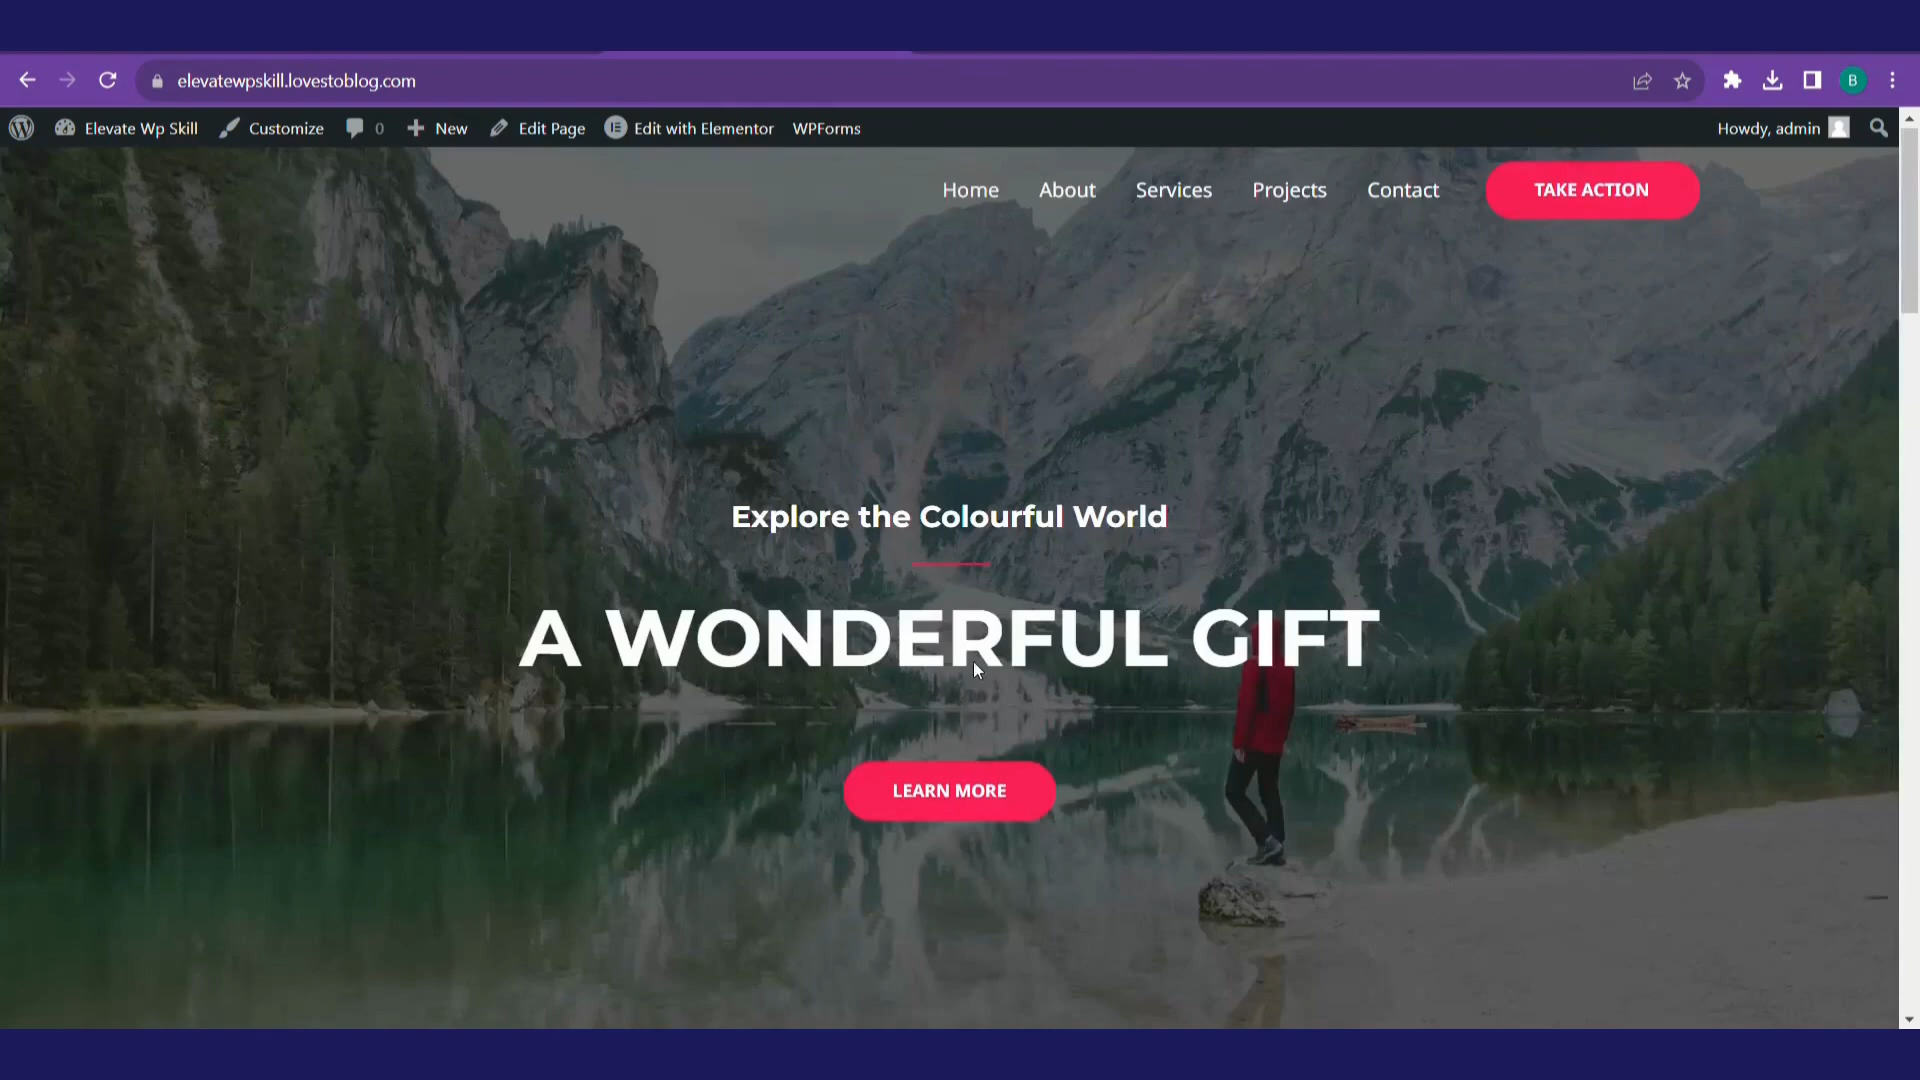 elevatewpskill.lovestoblog.com
B
Elevate Wp Skill Customize 0 New Edit Page Edit with Elementor WPForms Howdy, admin
Home About Services Projects Contact TAKE ACTION
Explore the Colourful World
A WONDERFUL GIFT
LEARN MORE